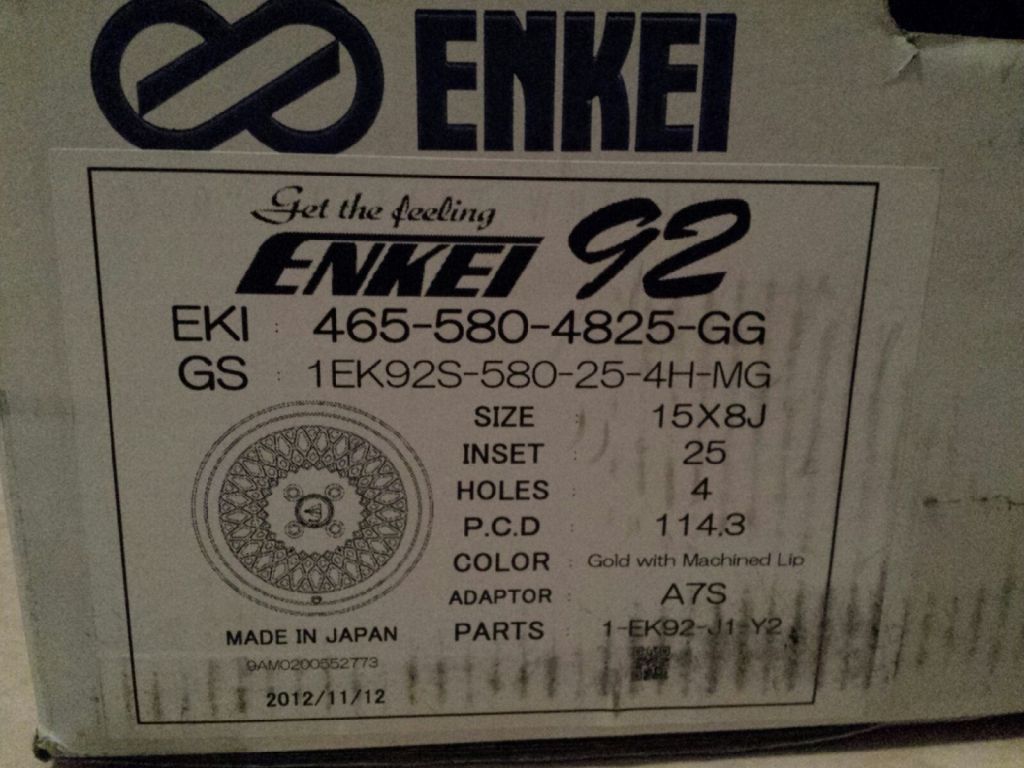 ENKEI
Get the feeling
ENKEI 92
EKI : 465-580-4825-GG
GS : 1EK92S-580-25-4H-MG
SIZE : 15X8J
INSET : 25
HOLES : 4
P.C.D : 114.3
COLOR : Gold with Machined Lip
ADAPTOR : A7S
PARTS : 1-EK92-J1-Y2
MADE IN JAPAN
9AM0200552773
2012/11/12